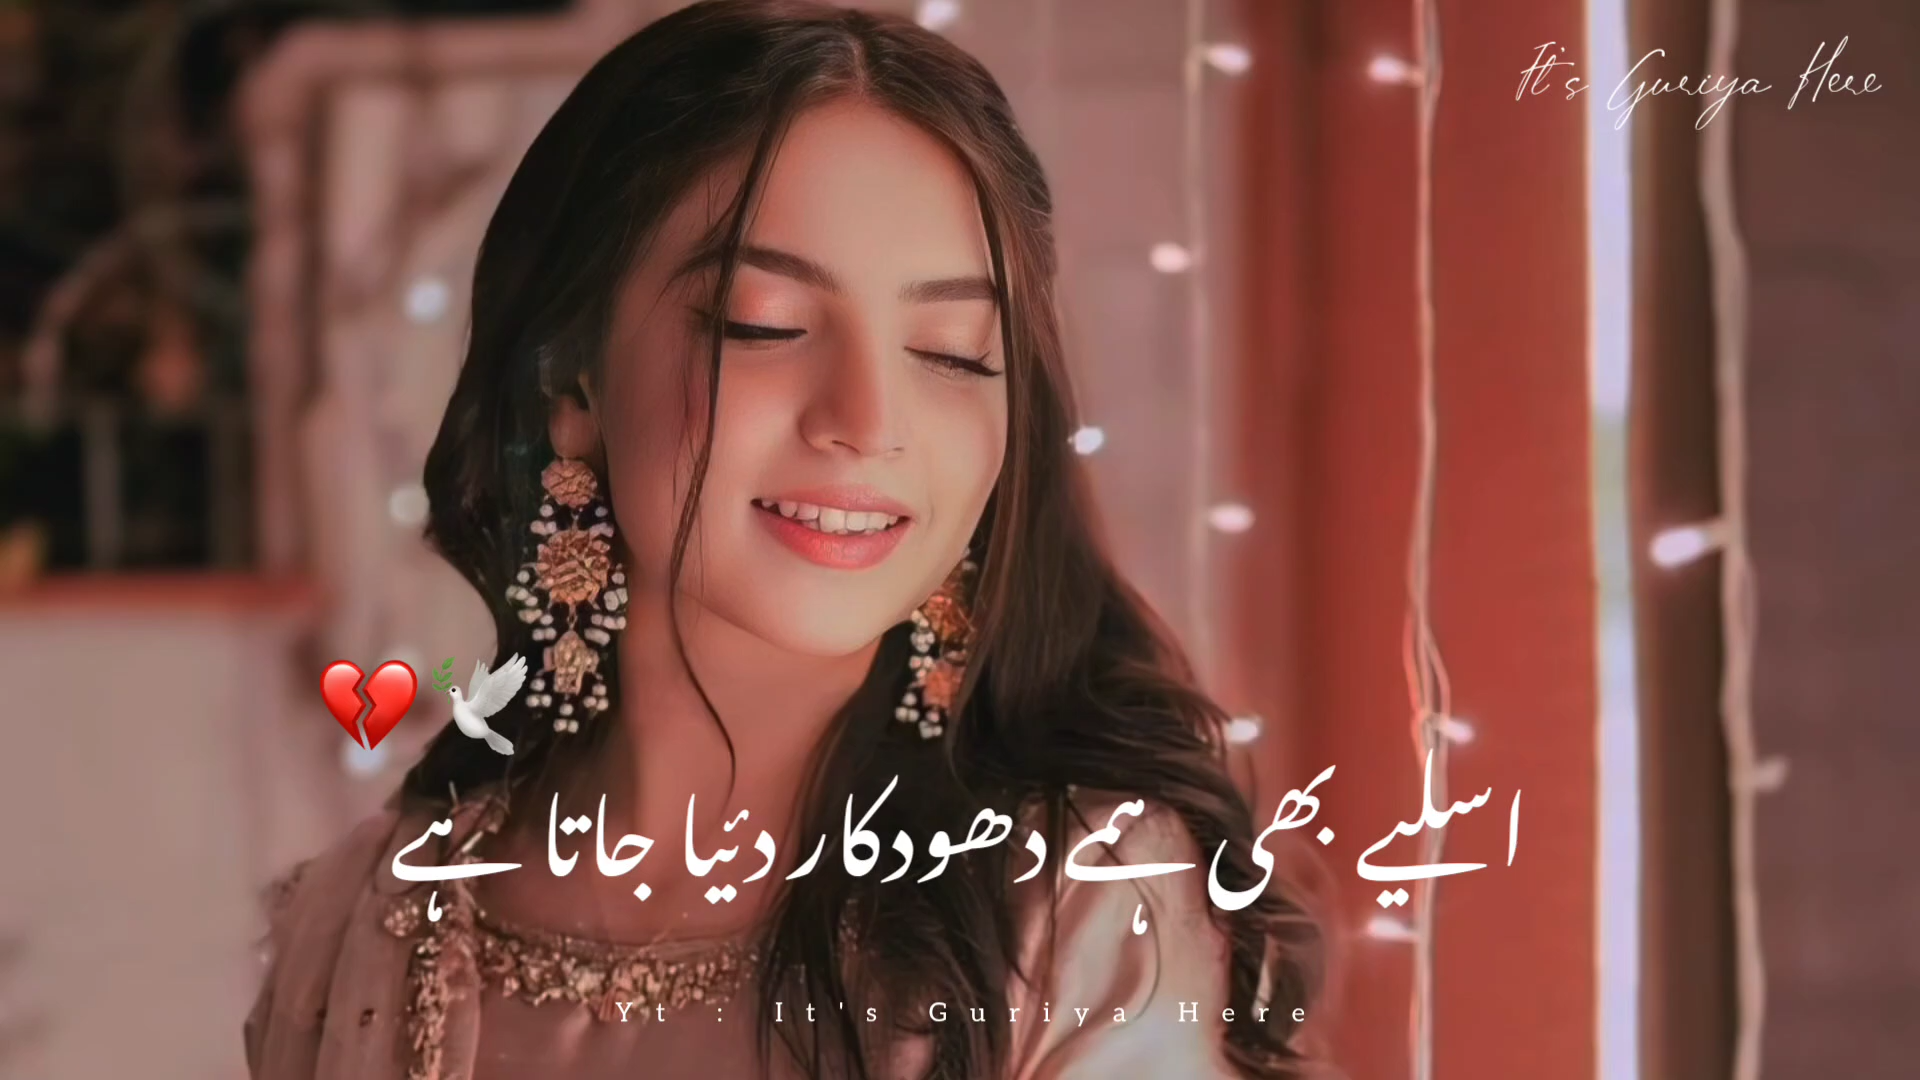 It's Guriya Here
اسلیے بھی ہمے دھودکار دئیا جاتا ہے 💔🕊️
Yt : It's Guriya Here